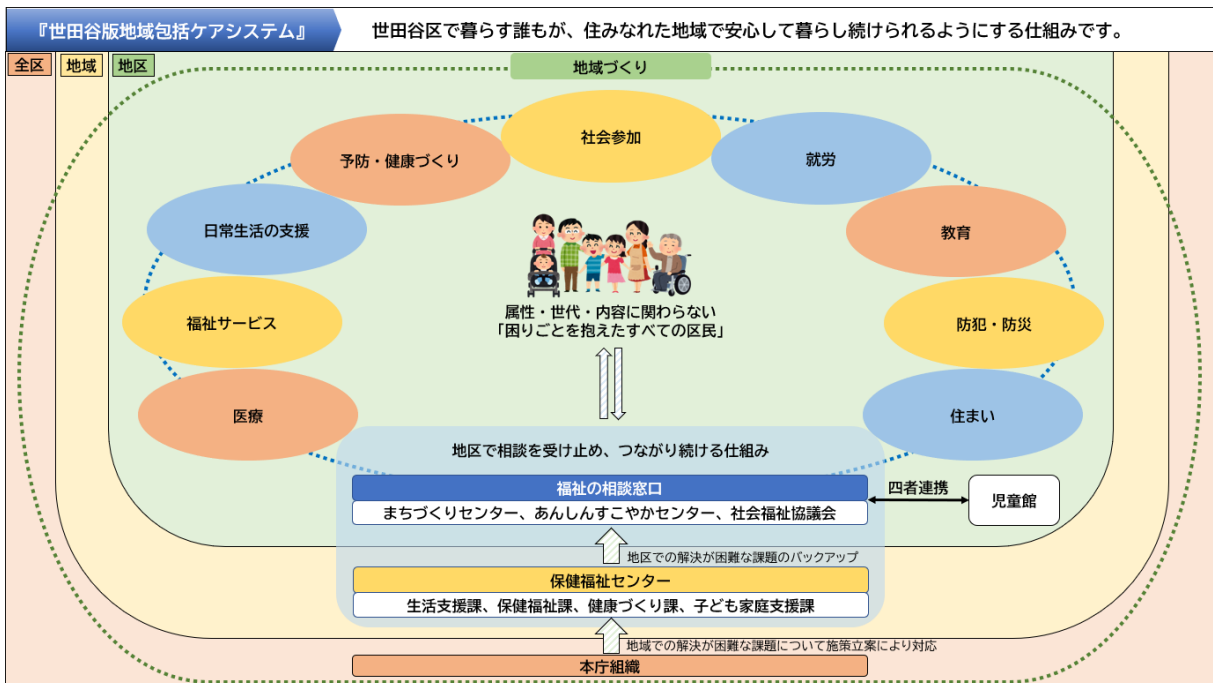 『世田谷版地域包括ケアシステム』
世田谷区で暮らす誰もが、住みなれた地域で安心して暮らし続けられるようにする仕組みです。
全区
地域
地区
地域づくり
社会参加
予防・健康づくり
就労
日常生活の支援
教育
福祉サービス
防犯・防災
医療
住まい
属性・世代・内容に関わらない
「困りごとを抱えたすべての区民」
地区で相談を受け止め、つながり続ける仕組み
福祉の相談窓口
まちづくりセンター、あんしんすこやかセンター、社会福祉協議会
四者連携
児童館
地区での解決が困難な課題のバックアップ
保健福祉センター
生活支援課、保健福祉課、健康づくり課、子ども家庭支援課
地域での解決が困難な課題について施策立案により対応
本庁組織